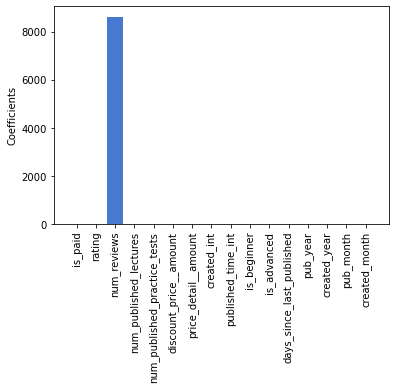 8000
6000
4000
2000
0
Coefficients
is_paid
rating
num_reviews
num_published_lectures
num_published_practice_tests
discount_price__amount
price_detail__amount
created_int
published_time_int
is_beginner
is_advanced
days_since_last_published
pub_year
created_year
pub_month
created_month